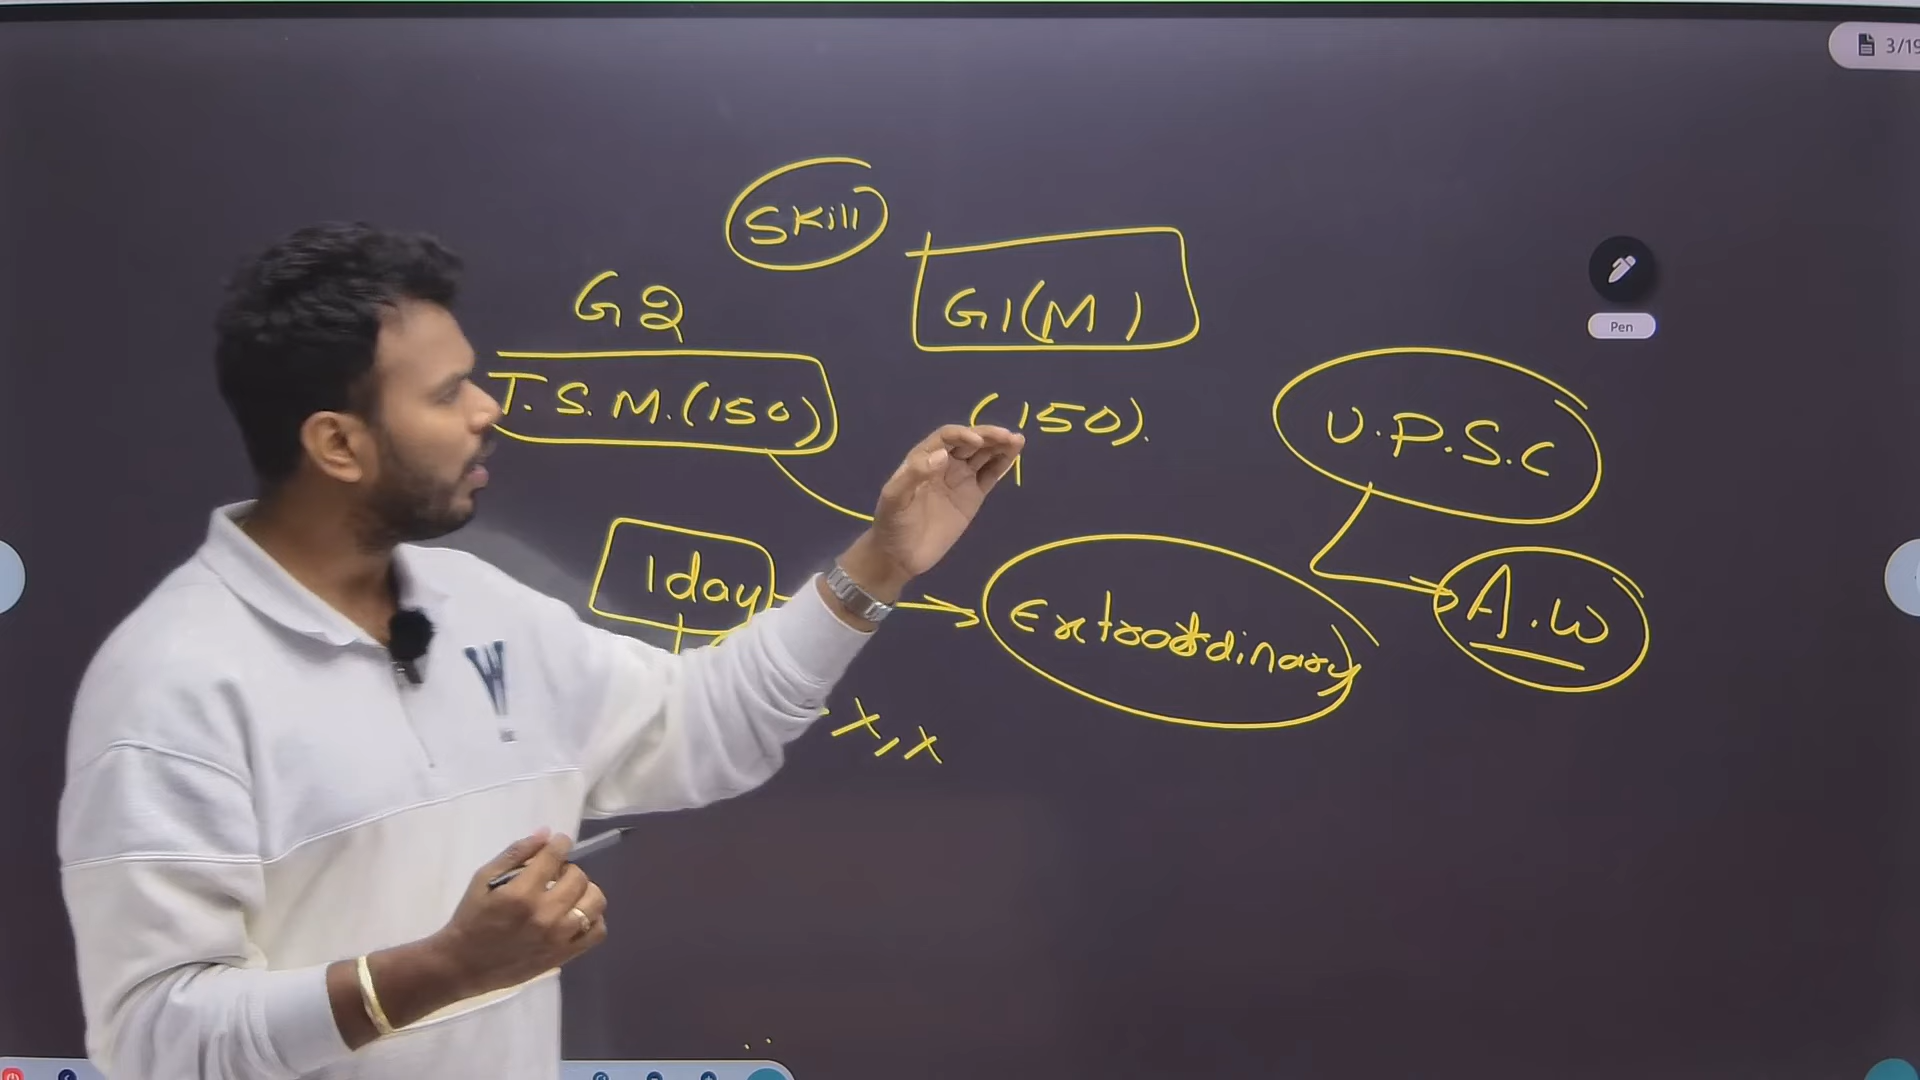 3/19
Skill
G2
G1(M)
T.S.M.(150)
(150).
U.P.S.C
Pen
1day
Extraordinary
A.W
x, x
W